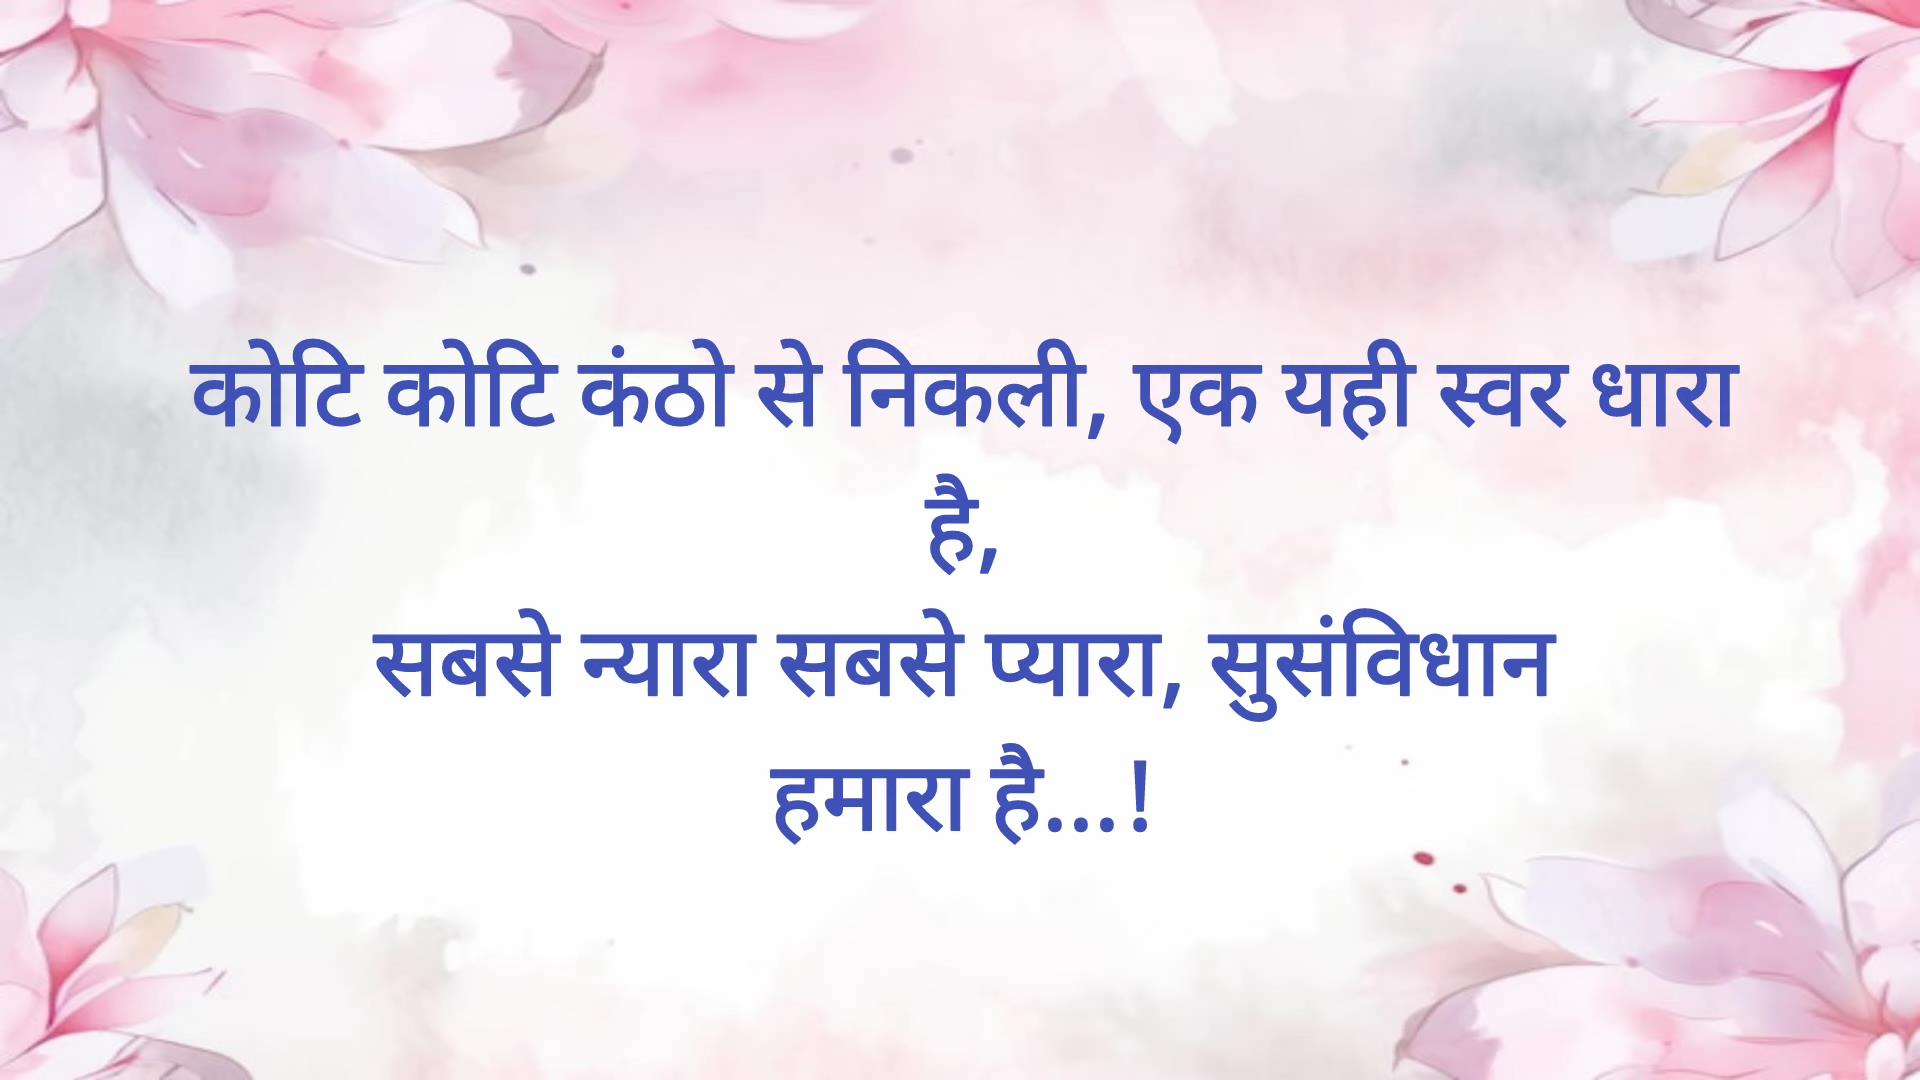 कोटि कोटि कंठो से निकली, एक यही स्वर धारा
है,
सबसे न्यारा सबसे प्यारा, सुसंविधान
हमारा है...!